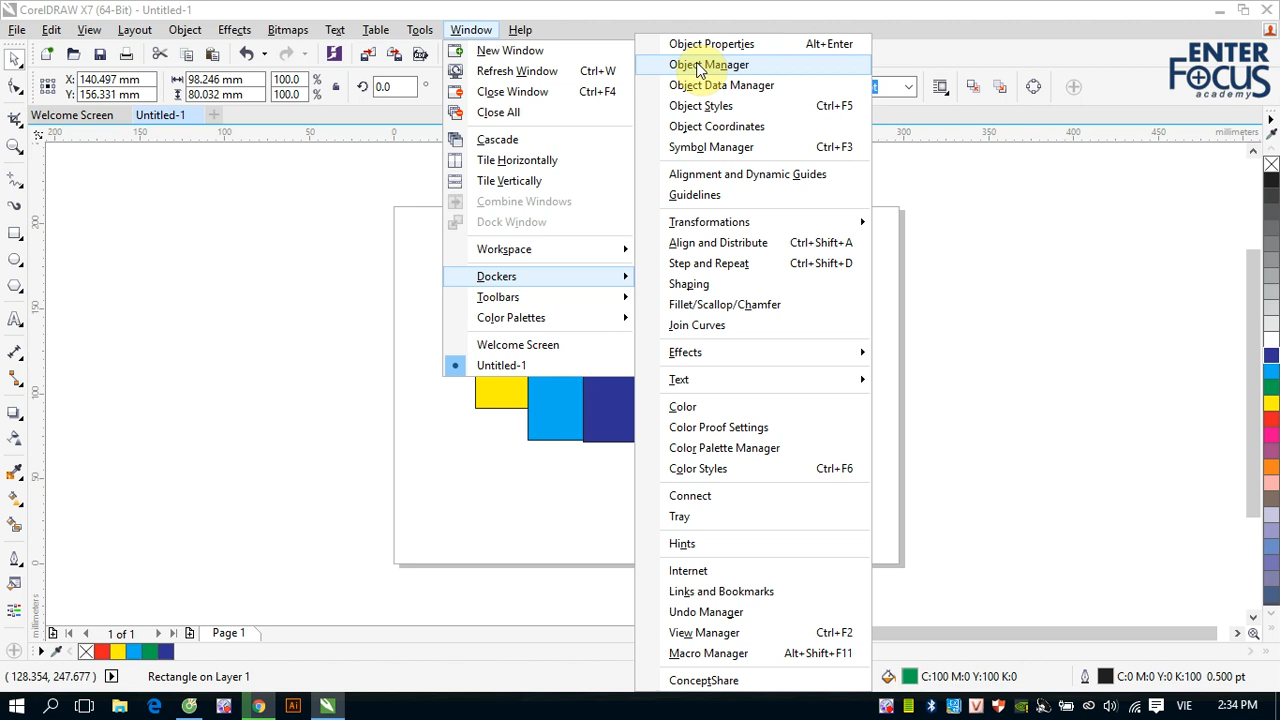 CorelDRAW X7 (64-Bit) - Untitled-1
File Edit View Layout Object Effects Bitmaps Text Table Tools Window Help
X: 140.497 mm 98.246 mm 100.0 %
Y: 156.331 mm 80.032 mm 100.0 %
0.0
ENTER
FOCUS
academy
Welcome Screen Untitled-1
New Window
Refresh Window Ctrl+W
Close Window Ctrl+F4
Close All
Cascade
Tile Horizontally
Tile Vertically
Combine Windows
Dock Window
Workspace
Dockers
Toolbars
Color Palettes
Welcome Screen
Untitled-1
Object Properties Alt+Enter
Object Manager
Object Data Manager
Object Styles Ctrl+F5
Object Coordinates
Symbol Manager Ctrl+F3
Alignment and Dynamic Guides
Guidelines
Transformations
Align and Distribute Ctrl+Shift+A
Step and Repeat Ctrl+Shift+D
Shaping
Fillet/Scallop/Chamfer
Join Curves
Effects
Text
Color
Color Proof Settings
Color Palette Manager
Color Styles Ctrl+F6
Connect
Tray
Hints
Internet
Links and Bookmarks
Undo Manager
View Manager Ctrl+F2
Macro Manager Alt+Shift+F11
ConceptShare
200 0 300 350 400 450 millimeters
200
150
100
50
0
millimeters
1 of 1 Page 1
( 128.354, 247.677 ) Rectangle on Layer 1 C:100 M:0 Y:100 K:0 C:0 M:0 Y:0 K:100 0.500 pt
VIE 2:34 PM